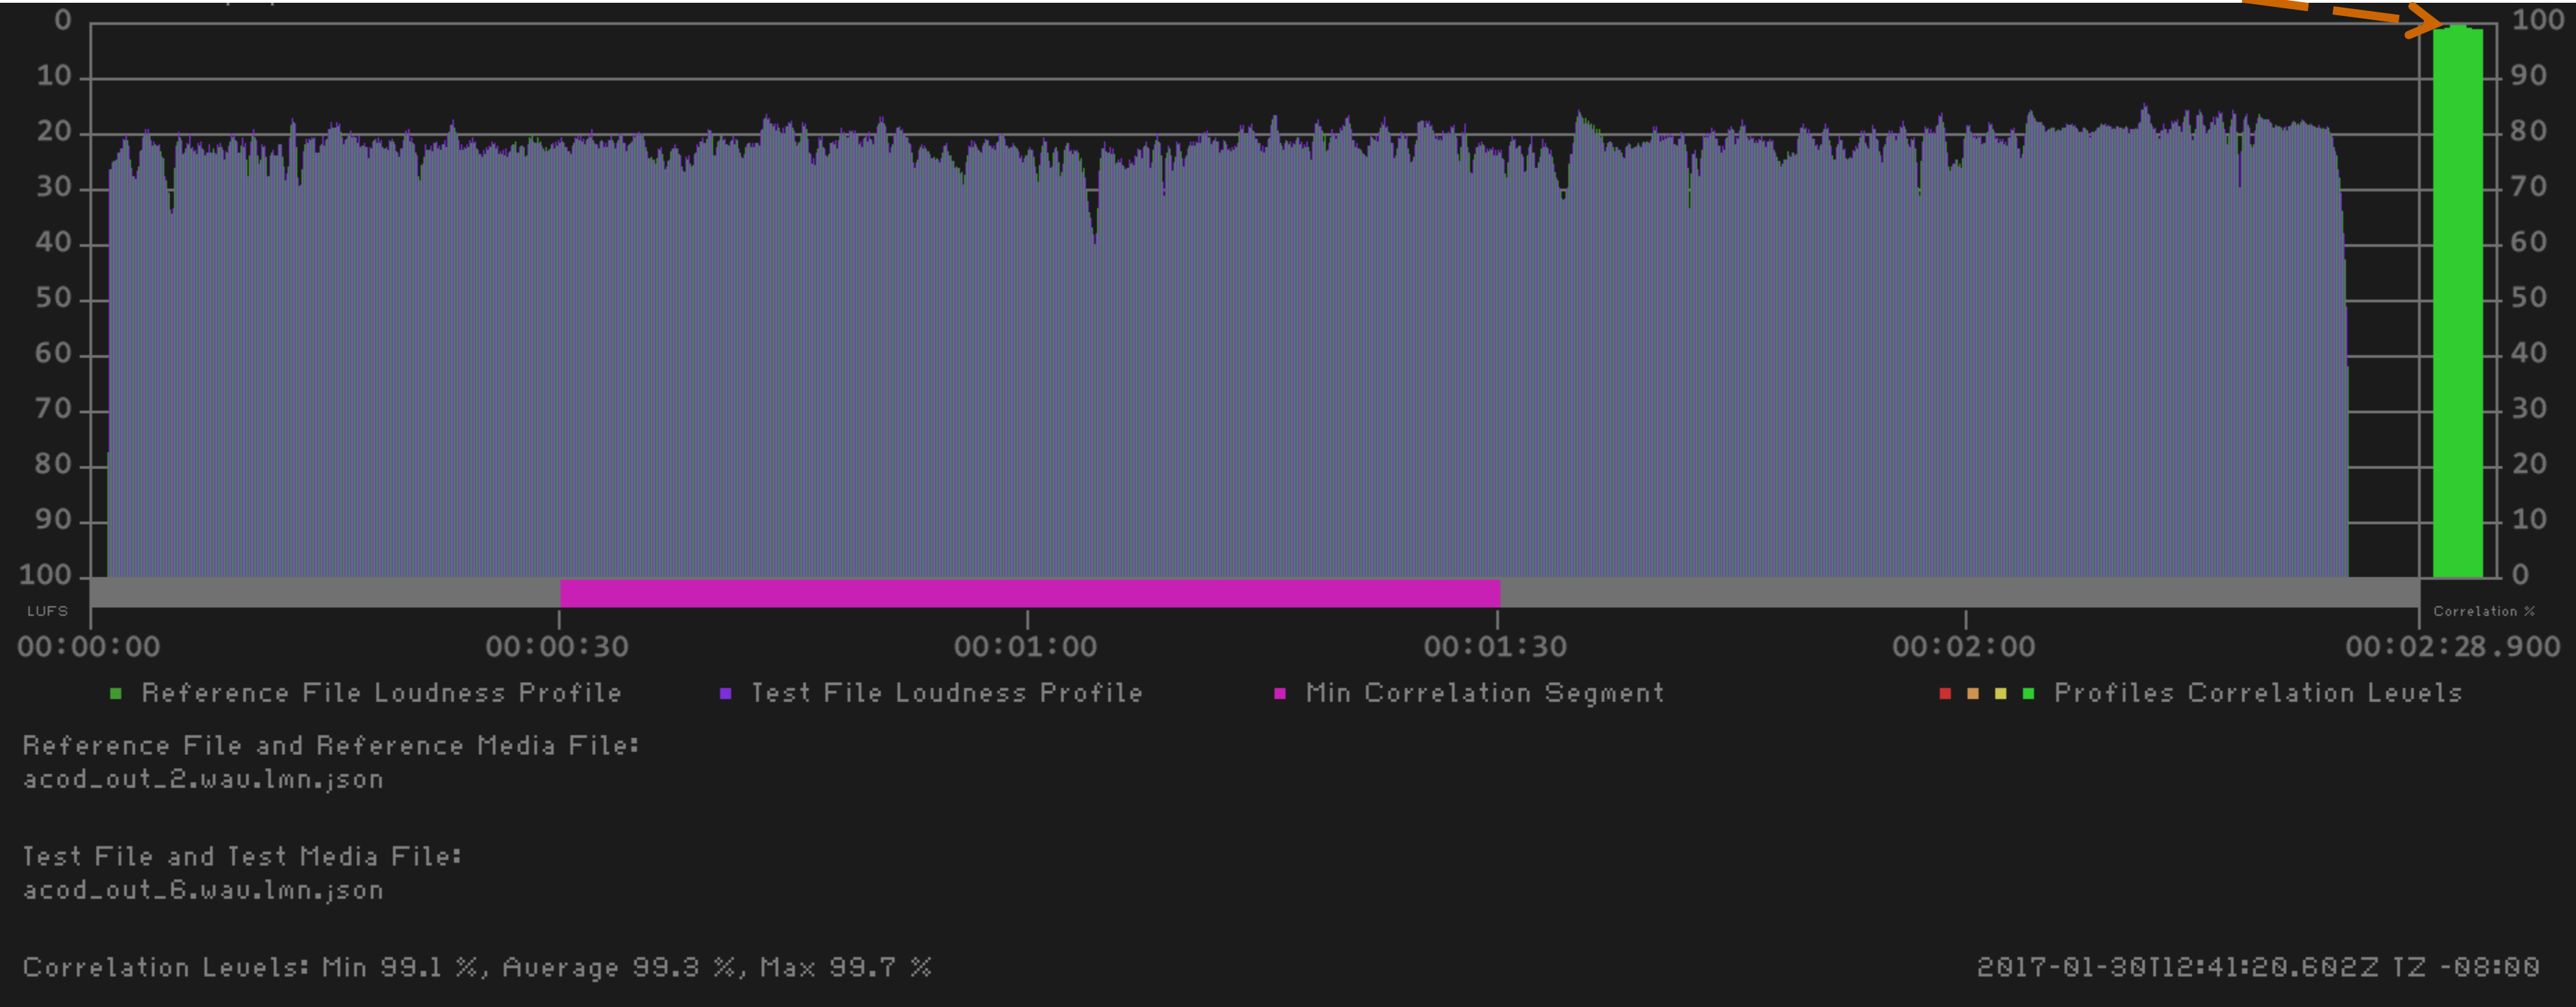 0 100
10 90
20 80
30 70
40 60
50 50
60 40
70 30
80 20
90 10
100 0
LUFS Correlation %
00:00:00 00:00:30 00:01:00 00:01:30 00:02:00 00:02:28.900
Reference File Loudness Profile Test File Loudness Profile Min Correlation Segment Profiles Correlation Levels
Reference File and Reference Media File:
acod_out_2.wav.lmn.json
Test File and Test Media File:
acod_out_6.wav.lmn.json
Correlation Levels: Min 99.1 %, Average 99.3 %, Max 99.7 % 2017-01-30T12:41:20.602Z TZ -08:00